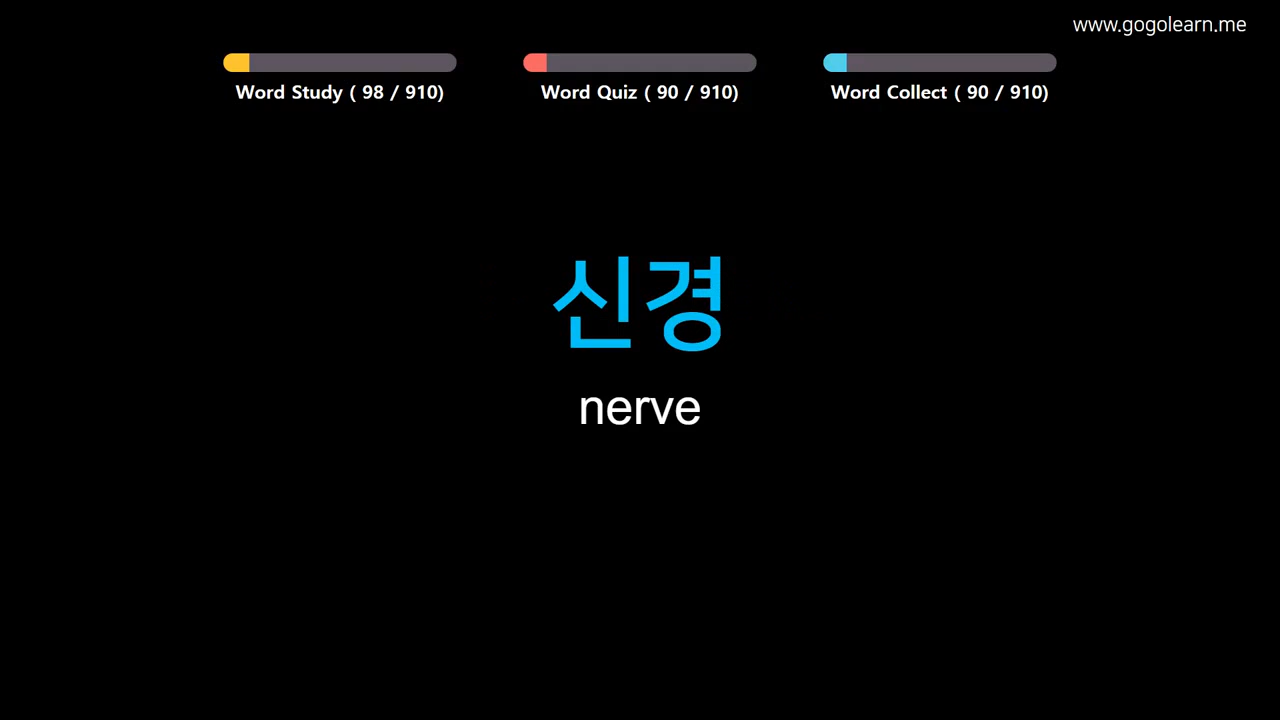 www.gogolearn.me
Word Study ( 98 / 910)
Word Quiz ( 90 / 910)
Word Collect ( 90 / 910)
신경
nerve